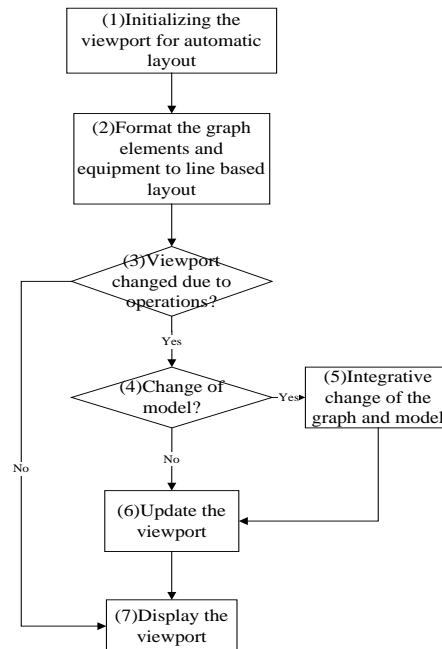 (1)Initializing the
viewport for automatic
layout
(2)Format the graph
elements and
equipment to line based
layout
(3)Viewport
changed due to
operations?
Yes
(4)Change of
model?
Yes
(5)Integrative
change of the
graph and model
No
No
(6)Update the
viewport
(7)Display the
viewport